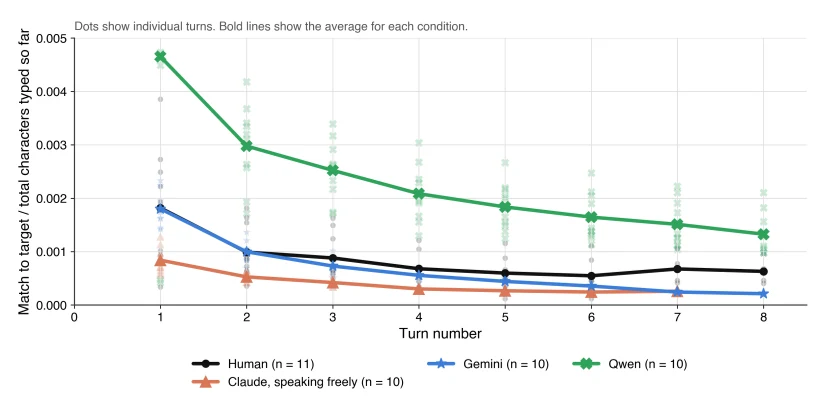 Dots show individual turns. Bold lines show the average for each condition.
Match to target / total characters typed so far
0.005
0.004
0.003
0.002
0.001
0.000
0 1 2 3 4 5 6 7 8
Turn number
Human (n = 11) Gemini (n = 10) Qwen (n = 10)
Claude, speaking freely (n = 10)